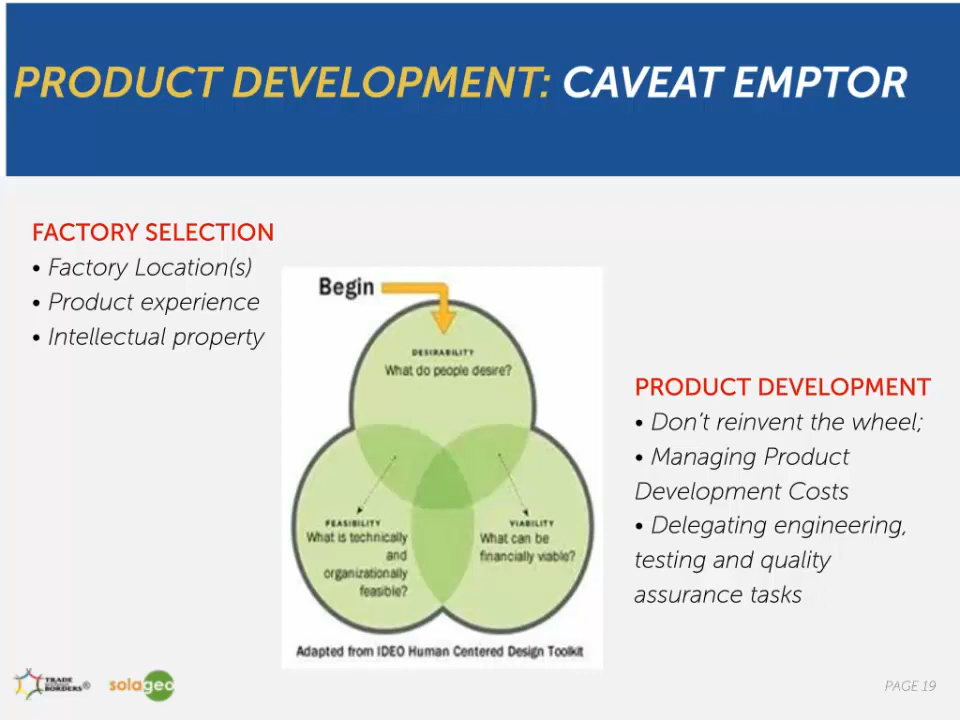 PRODUCT DEVELOPMENT: CAVEAT EMPTOR
FACTORY SELECTION
• Factory Location(s)
• Product experience
• Intellectual property
Begin
DESIRABILITY
What do people desire?
FEASIBILITY
What is technically
and
organizationally
feasible?
VIABILITY
What can be
financially viable?
Adapted from IDEO Human Centered Design Toolkit
PRODUCT DEVELOPMENT
• Don't reinvent the wheel;
• Managing Product
Development Costs
• Delegating engineering,
testing and quality
assurance tasks
TRADE
BORDERS®
solageo
PAGE 19